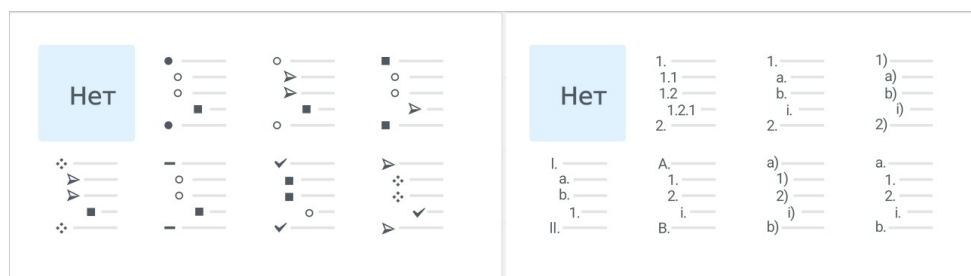 Нет
Нет
1.
1.1
1.2
1.2.1
2.
1.
a.
b.
i.
2.
1)
a)
b)
i)
2)
I.
a.
b.
1.
II.
A.
1.
2.
i.
B.
a)
1)
2)
i)
b)
a.
1.
2.
i.
b.